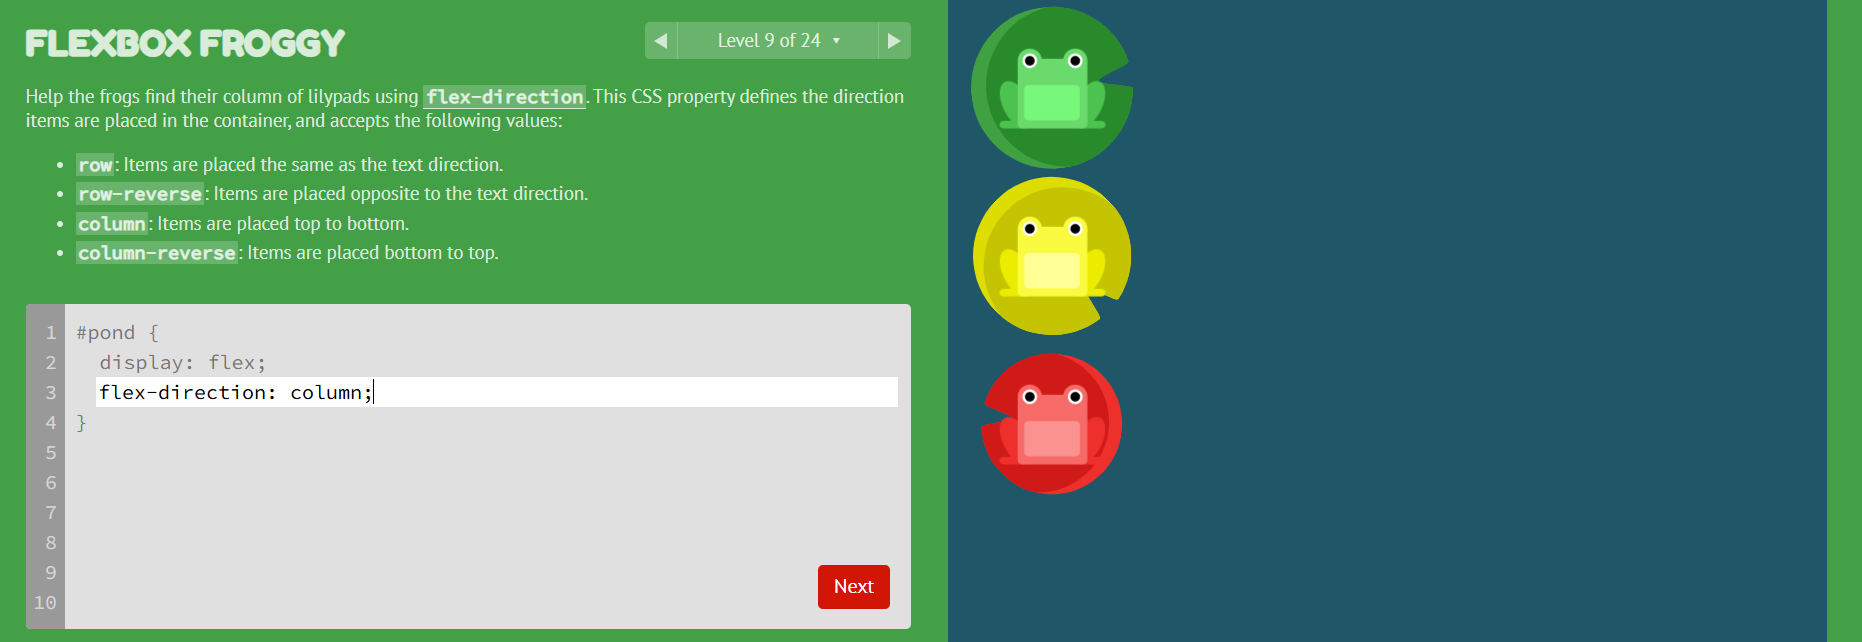 FLEXBOX FROGGY
Level 9 of 24
Help the frogs find their column of lilypads using flex-direction. This CSS property defines the direction
items are placed in the container, and accepts the following values:
• row: Items are placed the same as the text direction.
• row-reverse: Items are placed opposite to the text direction.
• column: Items are placed top to bottom.
• column-reverse: Items are placed bottom to top.
1 #pond {
2 display: flex;
3 flex-direction: column;
4 }
5
6
7
8
9
10
Next